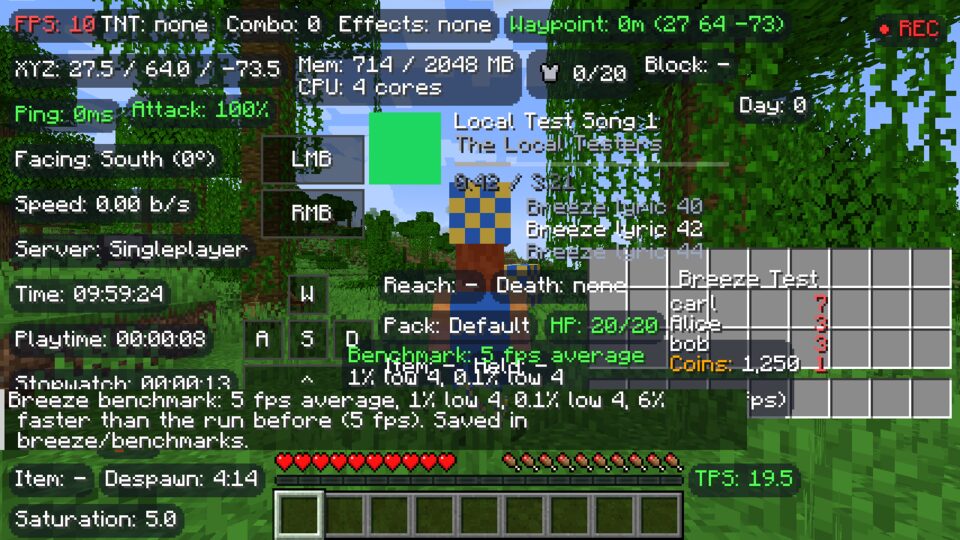 FPS: 10 TNT: none Combo: 0 Effects: none Waypoint: 0m (27 64 -73) REC
XYZ: 27.5 / 64.0 / -73.5 Mem: 714 / 2048 MB
CPU: 4 cores
0/20 Block: -
Day: 0
Ping: 0ms Attack: 100%
Local Test Song 1
The Local Testers
0:42 / 3:21
Facing: South (0°) LMB
Breeze lyric 40
Speed: 0.00 b/s RMB
Breeze lyric 42
Breeze lyric 44
Server: Singleplayer
Reach: - Death: none
Breeze Test
Time: 09:59:24 W
carl 7
Alice 3
bob 3
Coins: 1,250 1
Playtime: 00:00:08 A S D
Pack: Default HP: 20/20
Benchmark: 5 fps average
Item: - Held: -
1% low 4, 0.1% low 4
Stopwatch: 00:00:13 ^
Breeze benchmark: 5 fps average, 1% low 4, 0.1% low 4, 6%
faster than the run before (5 fps). Saved in
breeze/benchmarks.
fps)
Item: - Despawn: 4:14 TPS: 19.5
Saturation: 5.0